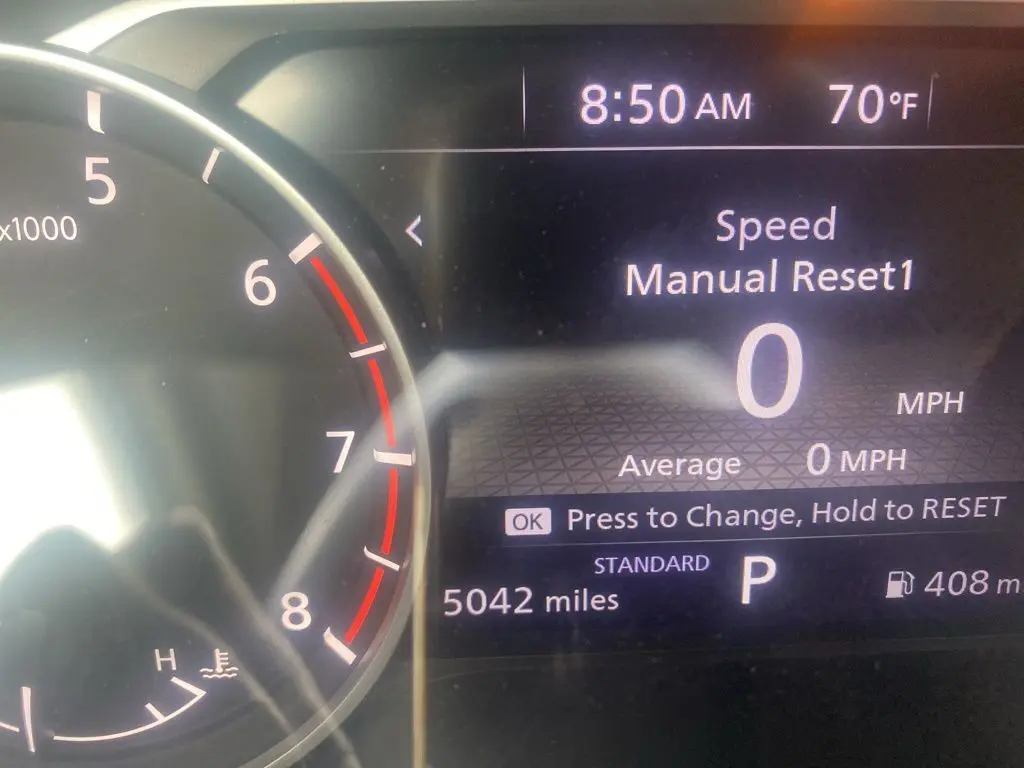 8:50 AM 70°F
5
x1000
<
Speed
6
Manual Reset1
0
MPH
7
Average 0 MPH
OK Press to Change, Hold to RESET
STANDARD P
5042 miles 408 m
8
H